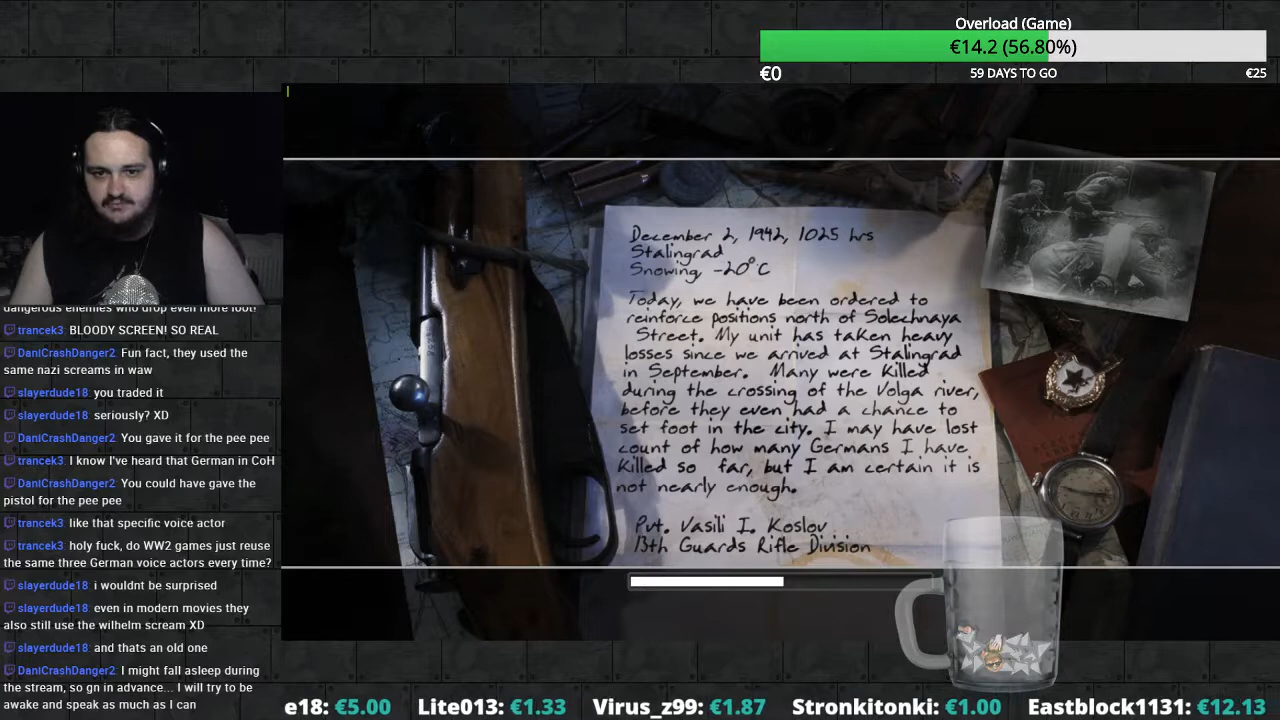 Overload (Game)
€14.2 (56.80%)
€0
59 DAYS TO GO
€25
December 2, 1942, 1025 hrs
Stalingrad
Snowing, -20°C
Today, we have been ordered to
reinforce positions north of Solechnaya
Street. My unit has taken heavy
losses since we arrived at Stalingrad
in September. Many were killed
during the crossing of the Volga river,
before they even had a chance to
set foot in the city. I may have lost
count of how many Germans I have
killed so far, but I am certain it is
not nearly enough.
Pvt. Vasili I. Koslov
13th Guards Rifle Division
dangerous enemies who drop even more loot!
trancek3: BLOODY SCREEN! SO REAL
DaniCrashDanger2: Fun fact, they used the
same nazi screams in waw
slayerdude18: you traded it
slayerdude18: seriously? XD
DaniCrashDanger2: You gave it for the pee pee
trancek3: I know I've heard that German in CoH
DaniCrashDanger2: You could have gave the
pistol for the pee pee
trancek3: like that specific voice actor
trancek3: holy fuck, do WW2 games just reuse
the same three German voice actors every time?
slayerdude18: i wouldnt be surprised
slayerdude18: even in modern movies they
also still use the wilhelm scream XD
slayerdude18: and thats an old one
DaniCrashDanger2: I might fall asleep during
the stream, so gn in advance... I will try to be
awake and speak as much as I can
e18: €5.00 Lite013: €1.33 Virus_z99: €1.87 Stronkitonki: €1.00 Eastblock1131: €12.13